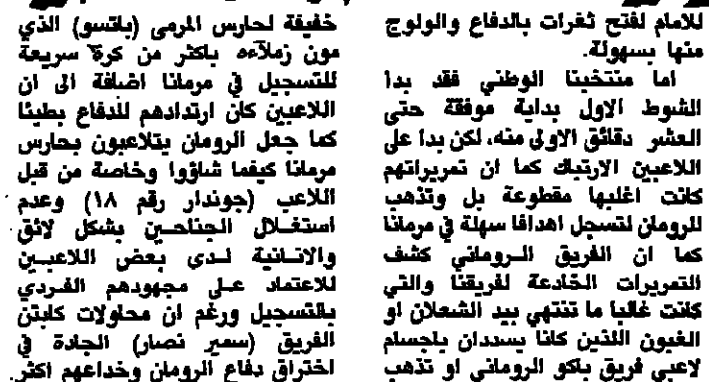 للامام لفتح ثغرات بالدفاع والولوج
منها بسهولة.
اما منتخبنا الوطني فقد بدأ
الشوط الاول بداية موفقة حتى
العشر دقائق الاولى منه، لكن بدا على
اللاعبين الارتباك كما ان تمريراتهم
كانت اغلبها مقطوعة بل وتذهب
للرومان لتسجل اهدافا سهلة في مرمانا
كما ان الفريق الروماني كشف
التمريرات الخادعة لفريقنا والتي
كانت غالبا ما تنتهي بيد الشعلان او
الغبون اللذين كانا يسددان باجسام
لاعبي فريق باكو الروماني او تذهب
خفيفة لحارس المرمى (باتسو) الذي
مون زملاءه باكثر من كرة سريعة
للتسجيل في مرمانا اضافة الى ان
اللاعبين كان ارتدادهم للدفاع بطيئا
كما جعل الرومان يتلاعبون بحارس
مرمانا كيفما شاؤوا وخاصة من قبل
اللاعب (جوندار رقم ١٨) وعدم
استغلال الجناحين بشكل لائق
والانانية لدى بعض اللاعبين
للاعتماد على مجهودهم الفردي
بالتسجيل ورغم ان محاولات كابتن
الفريق (سمير نصار) الجادة في
اختراق دفاع الرومان وخداعهم اكثر